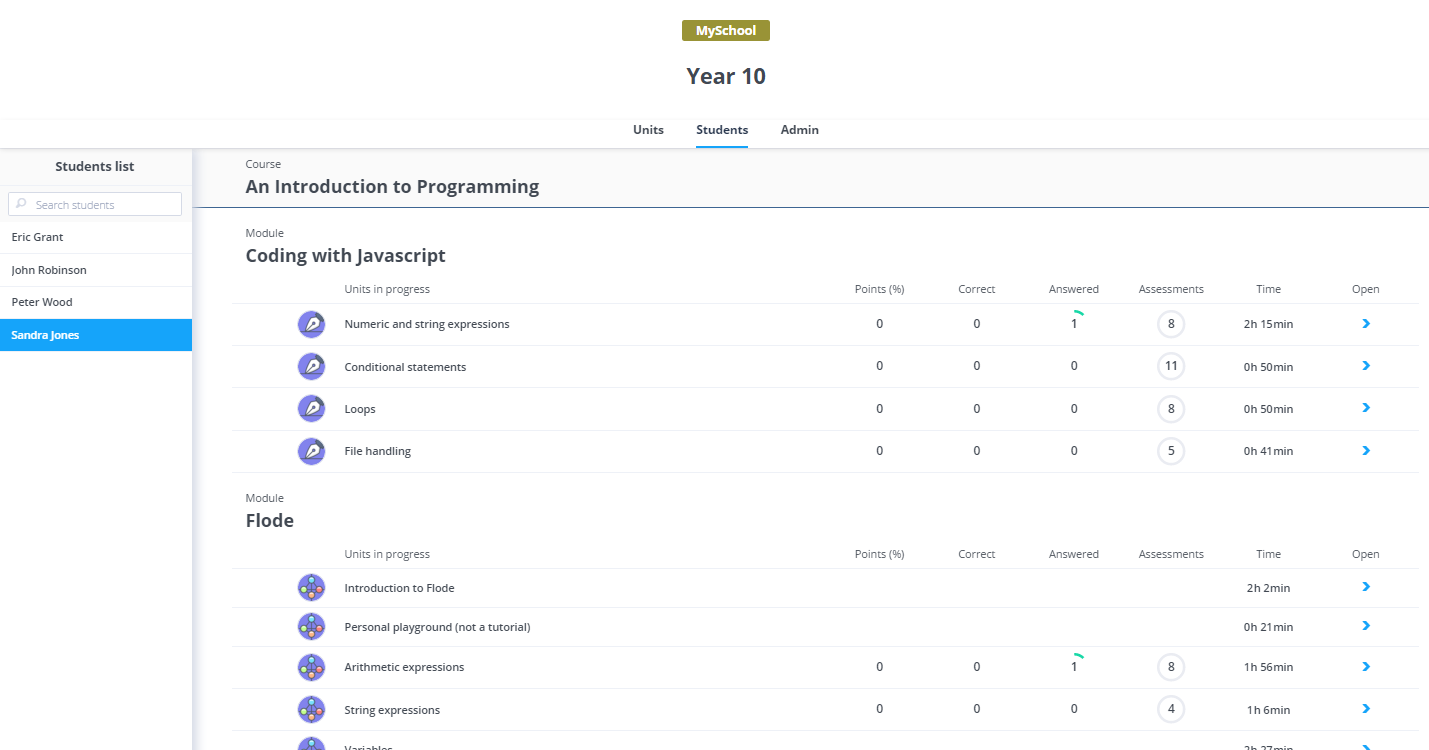 MySchool
Year 10
Units Students Admin
Students list
Search students
Eric Grant
John Robinson
Peter Wood
Sandra Jones
Course
An Introduction to Programming
Module
Coding with Javascript
Units in progress Points (%) Correct Answered Assessments Time Open
Numeric and string expressions 0 0 1 8 2h 15min
Conditional statements 0 0 0 11 0h 50min
Loops 0 0 0 8 0h 50min
File handling 0 0 0 5 0h 41min
Module
Flode
Units in progress Points (%) Correct Answered Assessments Time Open
Introduction to Flode 2h 2min
Personal playground (not a tutorial) 0h 21min
Arithmetic expressions 0 0 1 8 1h 56min
String expressions 0 0 0 4 1h 6min
Variables 2h 27min